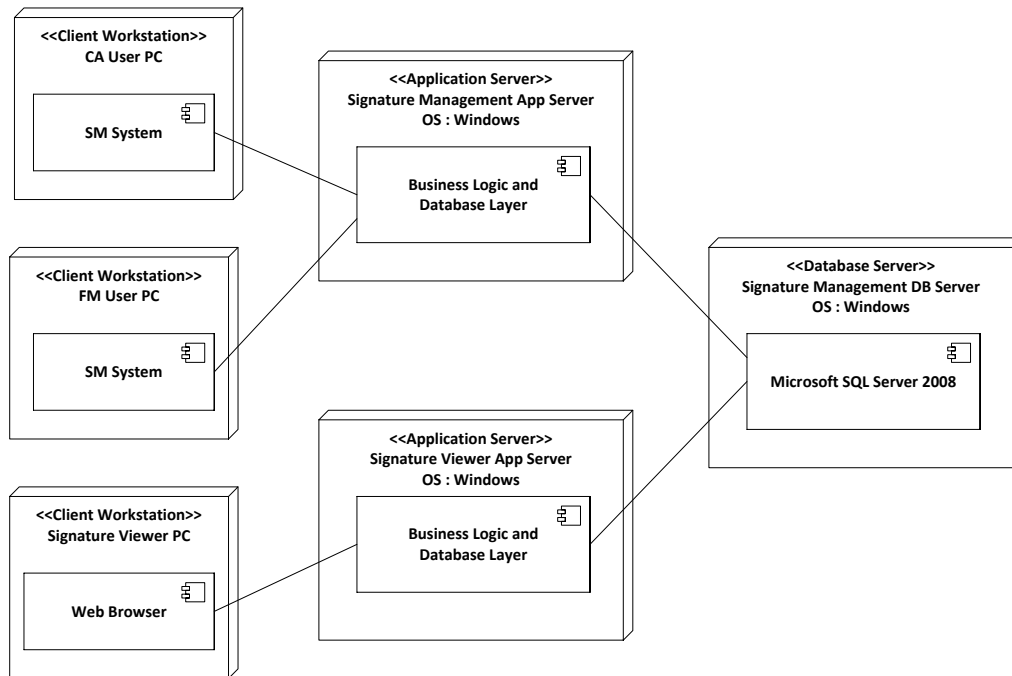 <<Client Workstation>>
CA User PC
SM System
<<Application Server>>
Signature Management App Server
OS : Windows
Business Logic and
Database Layer
<<Client Workstation>>
FM User PC
SM System
<<Database Server>>
Signature Management DB Server
OS : Windows
Microsoft SQL Server 2008
<<Application Server>>
Signature Viewer App Server
OS : Windows
Business Logic and
Database Layer
<<Client Workstation>>
Signature Viewer PC
Web Browser